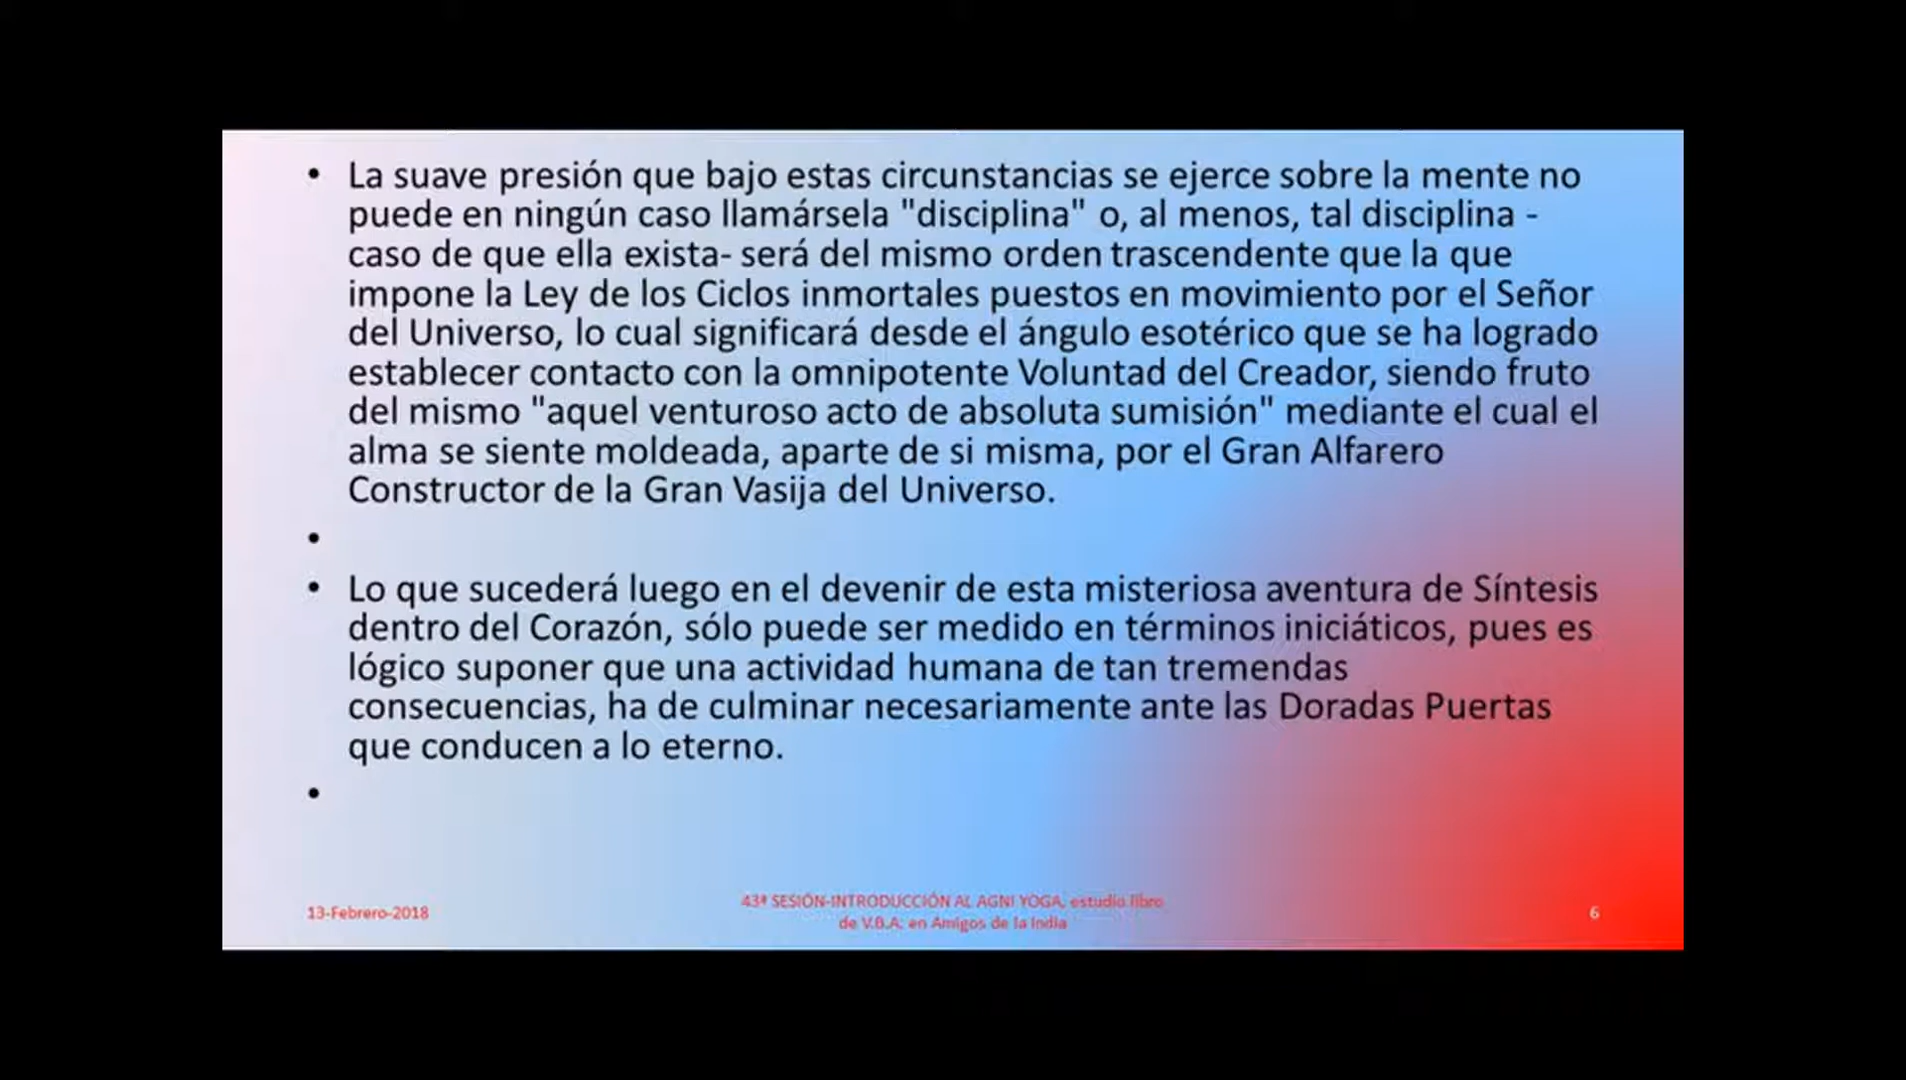 • La suave presión que bajo estas circunstancias se ejerce sobre la mente no
puede en ningún caso llamársela "disciplina" o, al menos, tal disciplina -
caso de que ella exista- será del mismo orden trascendente que la que
impone la Ley de los Ciclos inmortales puestos en movimiento por el Señor
del Universo, lo cual significará desde el ángulo esotérico que se ha logrado
establecer contacto con la omnipotente Voluntad del Creador, siendo fruto
del mismo "aquel venturoso acto de absoluta sumisión" mediante el cual el
alma se siente moldeada, aparte de si misma, por el Gran Alfarero
Constructor de la Gran Vasija del Universo.
•
• Lo que sucederá luego en el devenir de esta misteriosa aventura de Síntesis
dentro del Corazón, sólo puede ser medido en términos iniciáticos, pues es
lógico suponer que una actividad humana de tan tremendas
consecuencias, ha de culminar necesariamente ante las Doradas Puertas
que conducen a lo eterno.
•
13-Febrero-2018
43ª SESIÓN-INTRODUCCIÓN AL AGNI YOGA, estudio libro
de V.B.A: en Amigos de la India
6